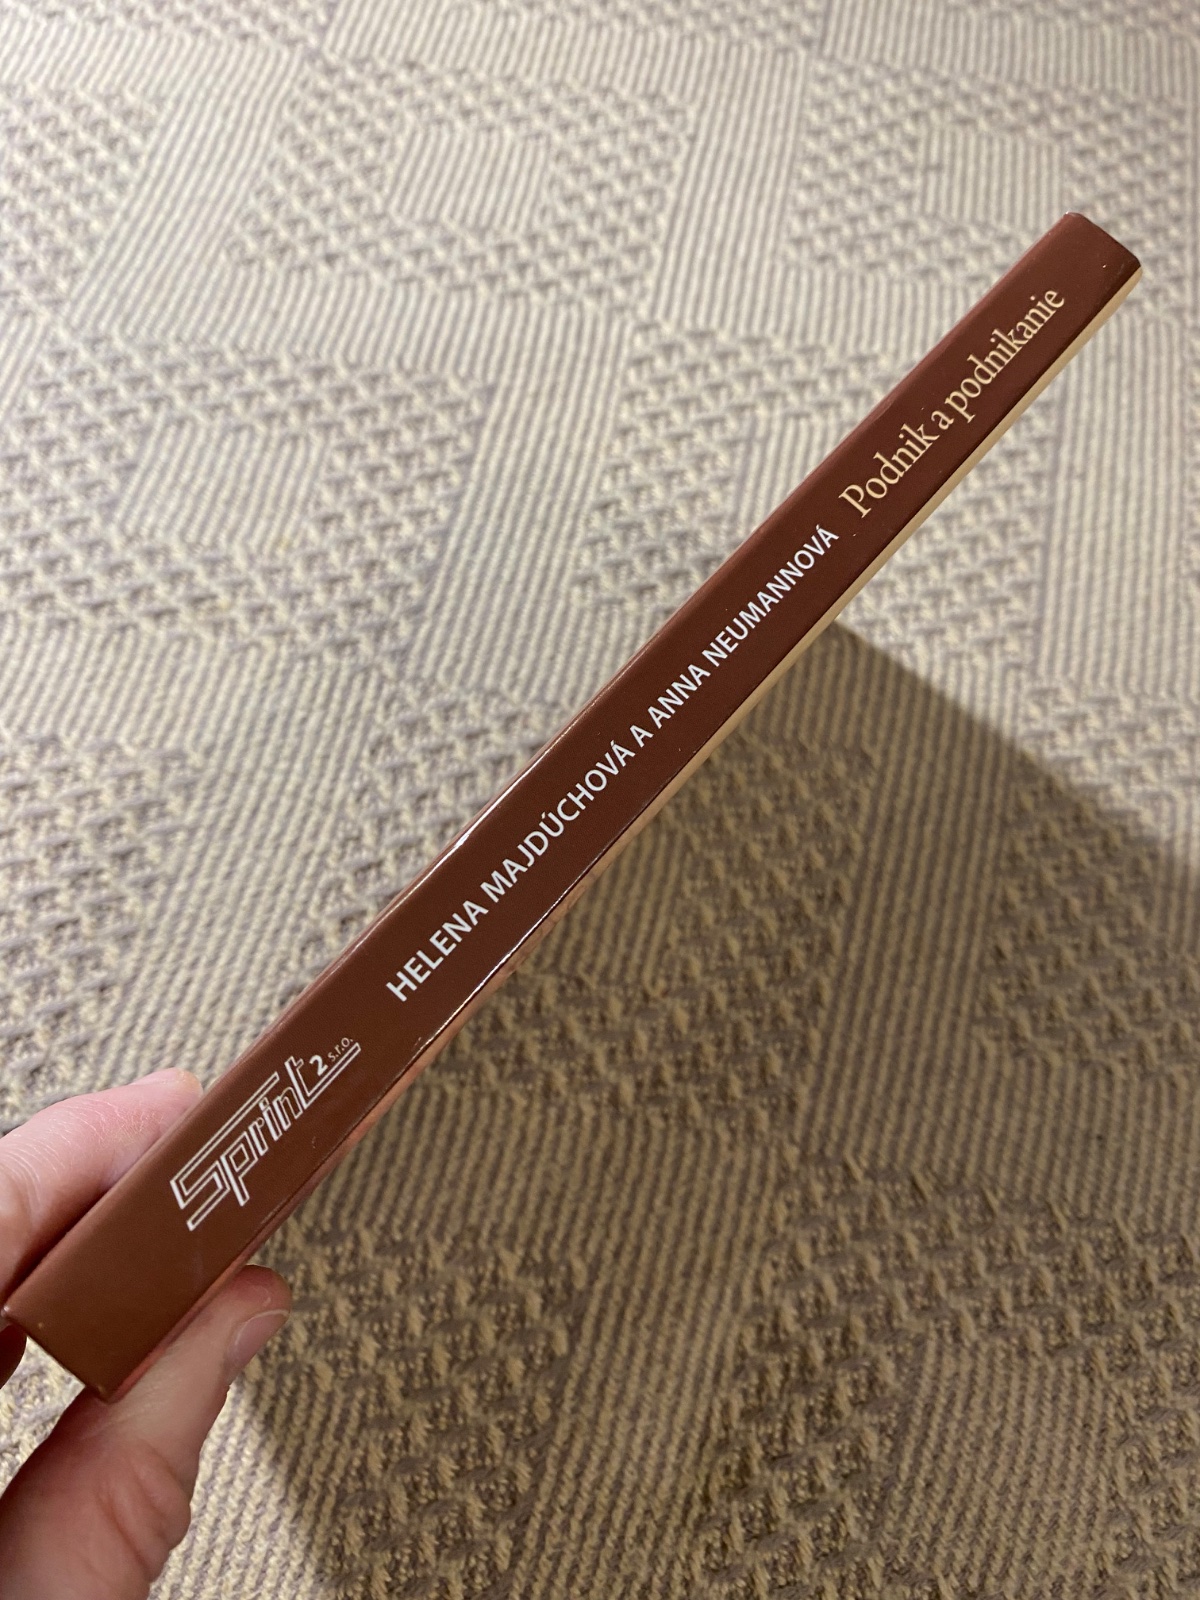 Sprint 2 s.r.o.
HELENA MAJDÚCHOVÁ A ANNA NEUMANNOVÁ Podnik a podnikanie